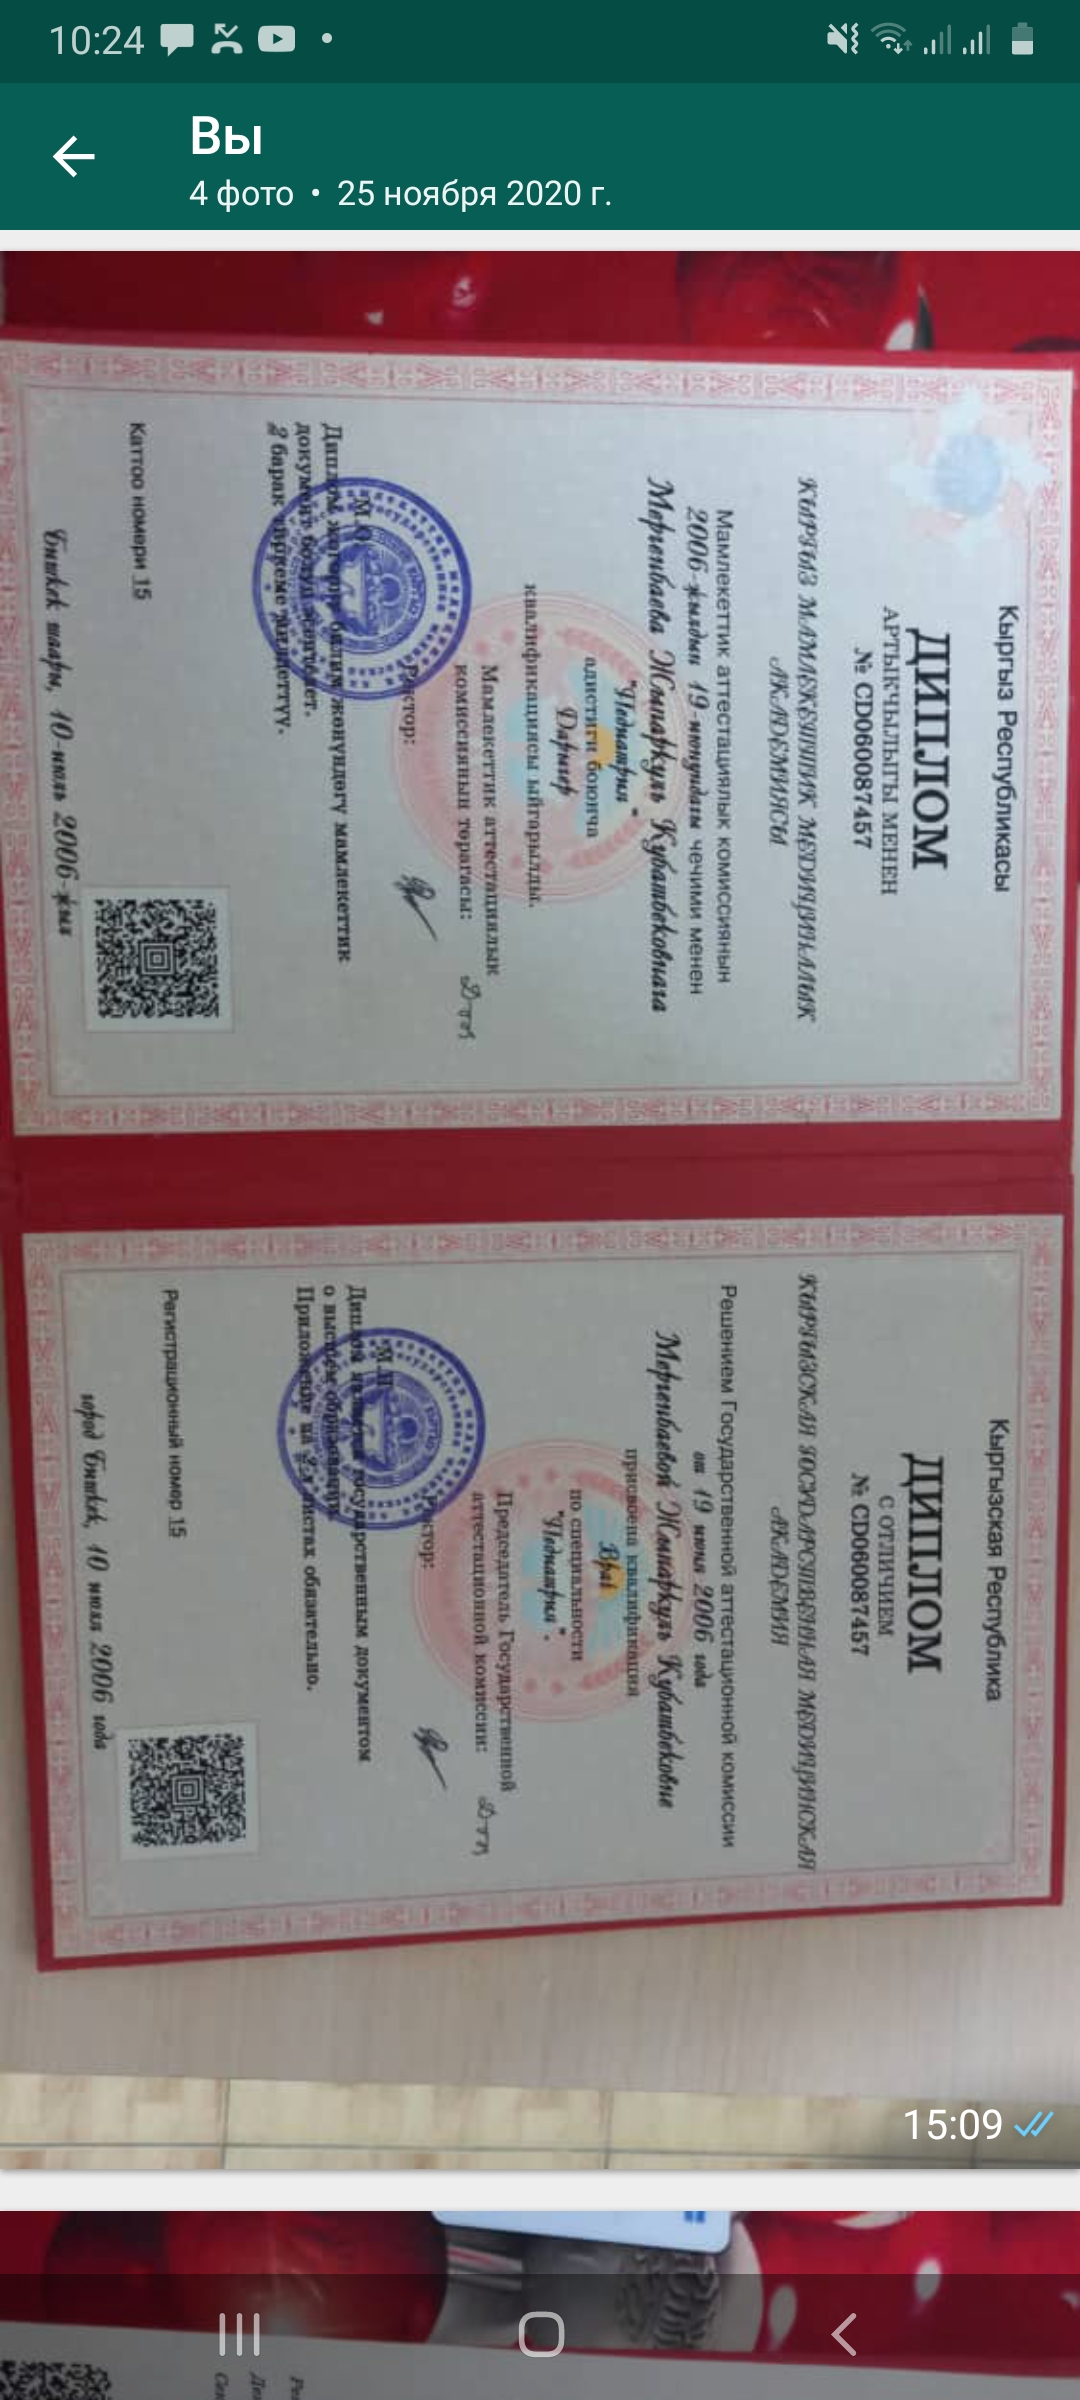 10:24
Вы
4 фото • 25 ноября 2020 г.
Кыргыз Республикасы
ДИПЛОМ
АРТЫКЧЫЛЫГЫ МЕНЕН
№ CD060087457
КЫРГЫЗ МАМЛЕКЕТТИК МЕДИЦИНАЛЫК
АКАДЕМИЯСЫ
Мамлекеттик аттестациялык комиссиянын
2006-жылдын 19-июнундагы чечими менен
Мергенбаева Жыпаркуль Кубатбековнага
"Педиатрия"
адистиги боюнча
Дарыгер
квалификациясы ыйгарылды.
Мамлекеттик аттестациялык
комиссиянын төрагасы:
Ректор:
М.О.
Диплом жогорку билим жөнүндөгү мамлекеттик
документ болуп эсептелет.
2 барак тиркеме милдеттүү.
Каттоо номери 15
Бишкек шаары, 10-июль 2006-жыл
Кыргызская Республика
ДИПЛОМ
С ОТЛИЧИЕМ
№ CD060087457
КЫРГЫЗСКАЯ ГОСУДАРСТВЕННАЯ МЕДИЦИНСКАЯ
АКАДЕМИЯ
Решением Государственной аттестационной комиссии
от 19 июня 2006 года
Мергенбаевой Жыпаркуль Кубатбековне
присвоена квалификация
Врач
по специальности
"Педиатрия".
Председатель Государственной
аттестационной комиссии:
Ректор:
М.П.
Диплом является государственным документом
о высшем образовании.
Приложение на 2 листах обязательно.
Регистрационный номер 15
город Бишкек, 10 июля 2006 года
15:09